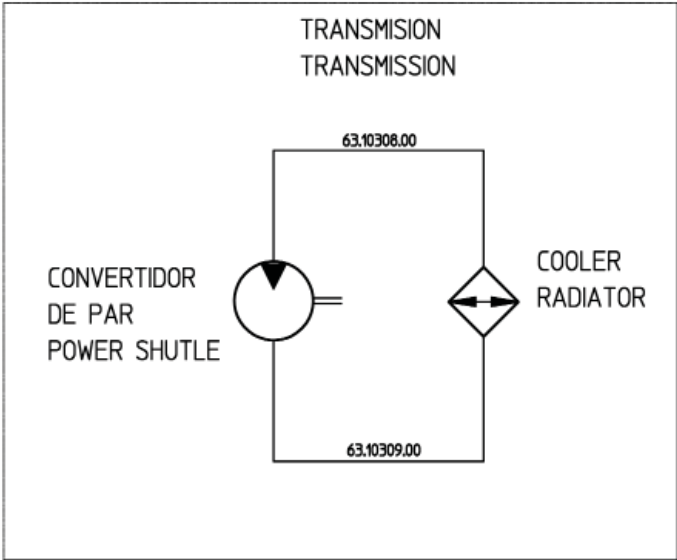 TRANSMISION
TRANSMISSION
63.10308.00
CONVERTIDOR
DE PAR
POWER SHUTLE
COOLER
RADIATOR
63.10309.00